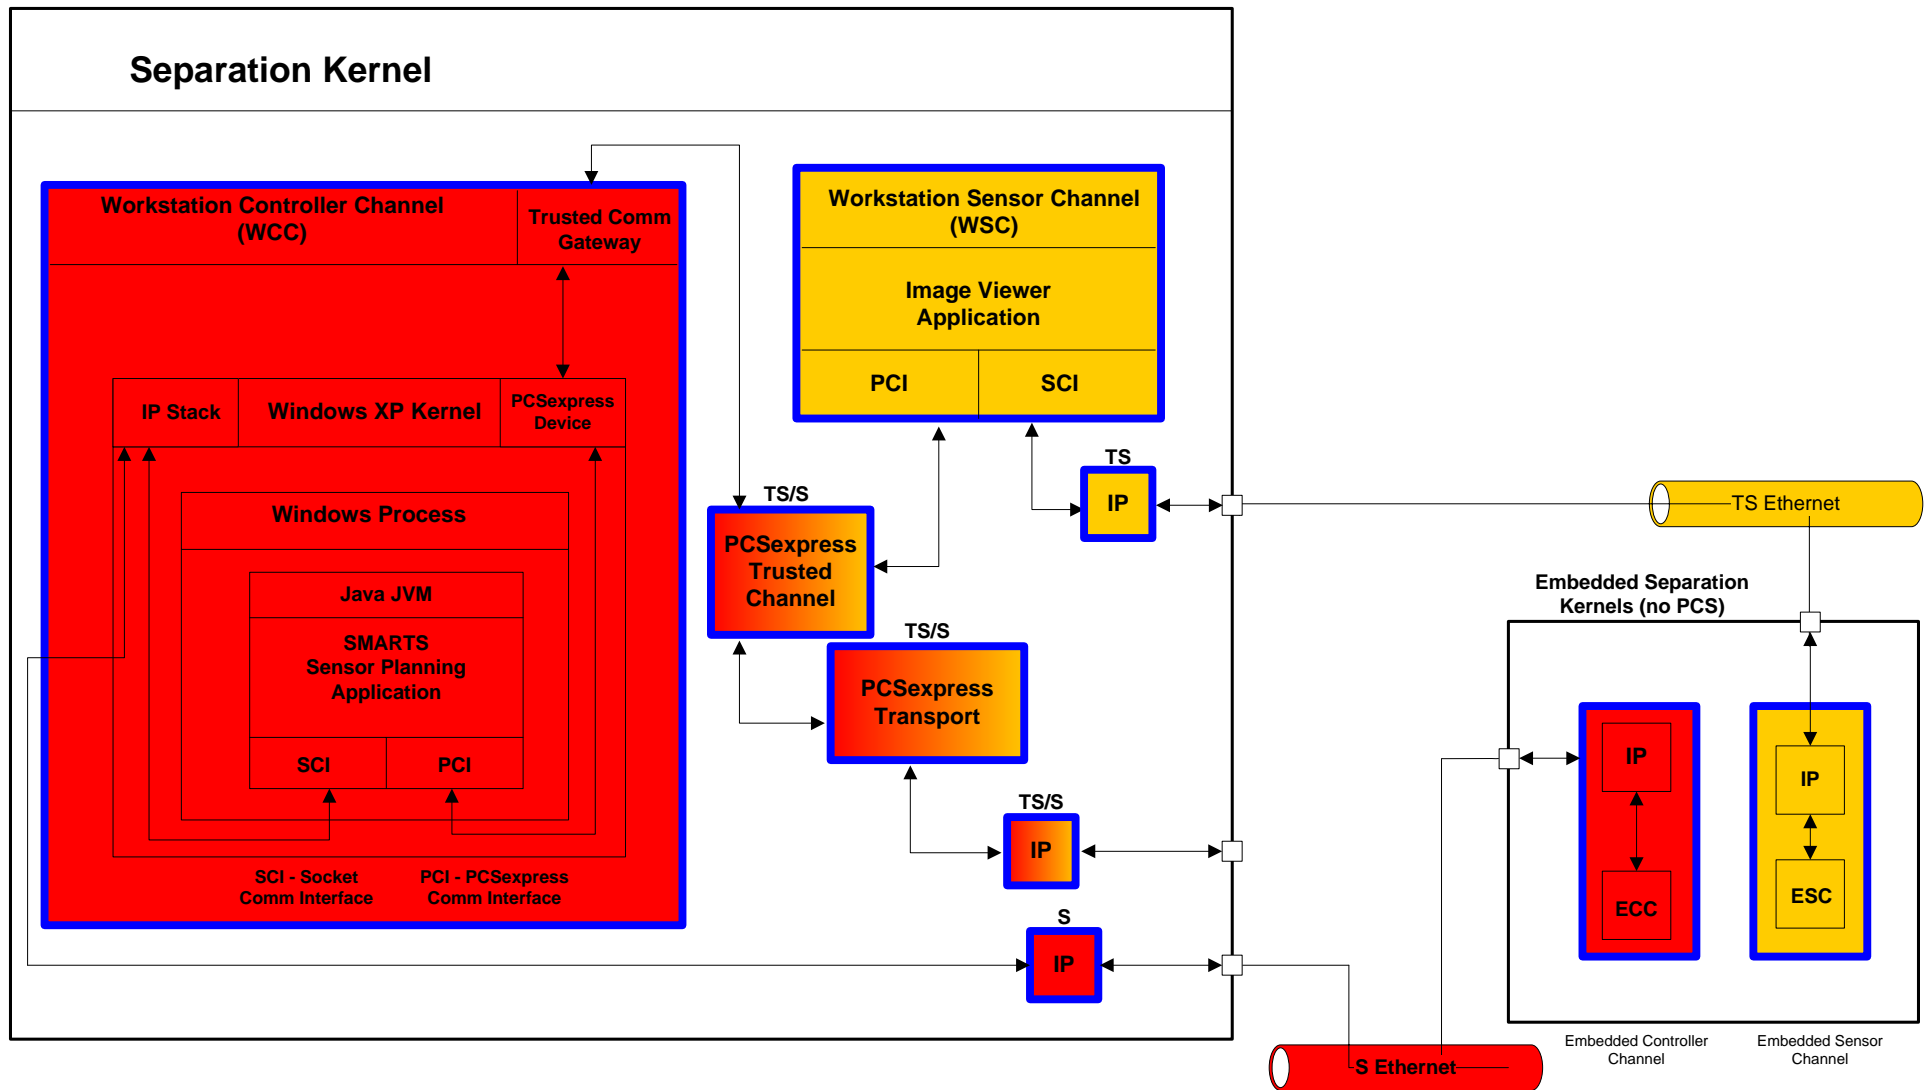 Separation Kernel
Workstation Controller Channel
(WCC)
Trusted Comm
Gateway
Workstation Sensor Channel
(WSC)
Image Viewer
Application
PCI
SCI
IP Stack
Windows XP Kernel
PCSexpress
Device
Windows Process
Java JVM
SMARTS
Sensor Planning
Application
SCI
PCI
SCI - Socket
Comm Interface
PCI - PCSexpress
Comm Interface
TS
IP
TS/S
PCSexpress
Trusted
Channel
TS/S
PCSexpress
Transport
TS/S
IP
S
IP
TS Ethernet
Embedded Separation
Kernels (no PCS)
IP
ECC
IP
ESC
Embedded Controller
Channel
Embedded Sensor
Channel
S Ethernet